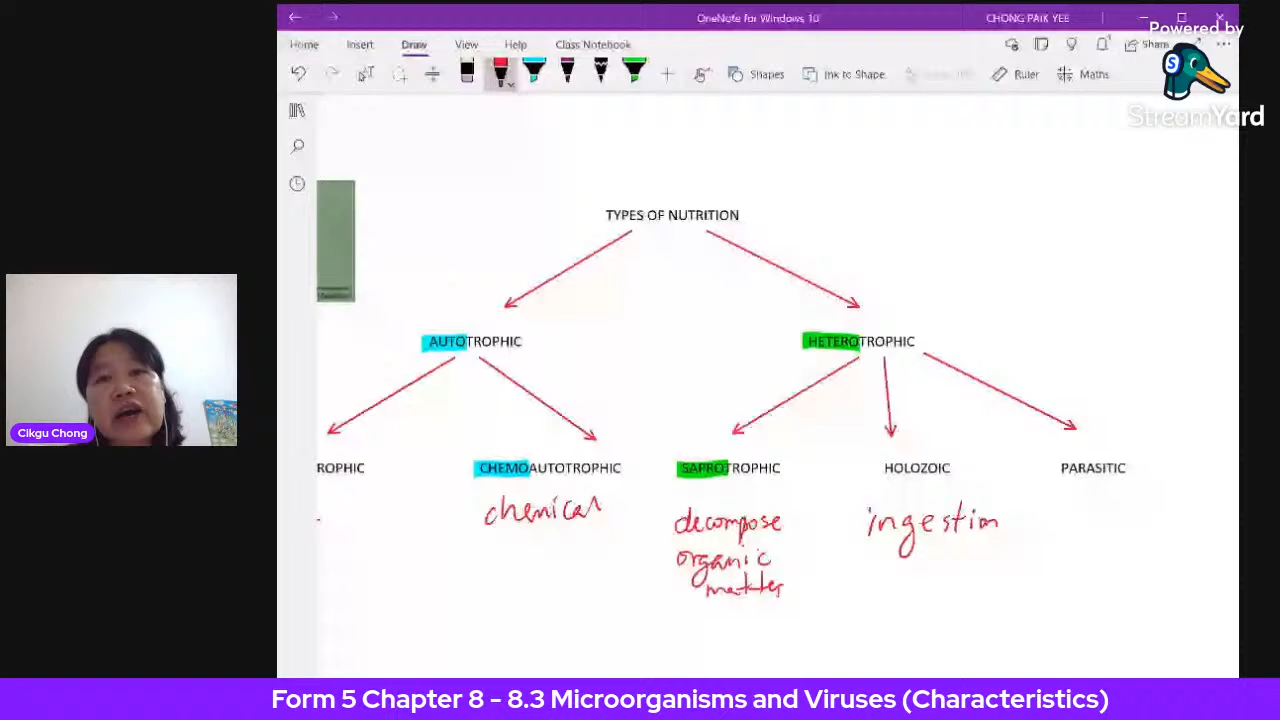 OneNote for Windows 10
CHONG PAIK YEE
Powered by
StreamYard
Home Insert Draw View Help Class Notebook
Share
Shapes Ink to Shape Ruler Maths
TYPES OF NUTRITION
AUTOTROPHIC HETEROTROPHIC
ROPHIC CHEMOAUTOTROPHIC SAPROTROPHIC HOLOZOIC PARASITIC
chemical decompose ingestion
organic
matter
Cikgu Chong
Form 5 Chapter 8 - 8.3 Microorganisms and Viruses (Characteristics)